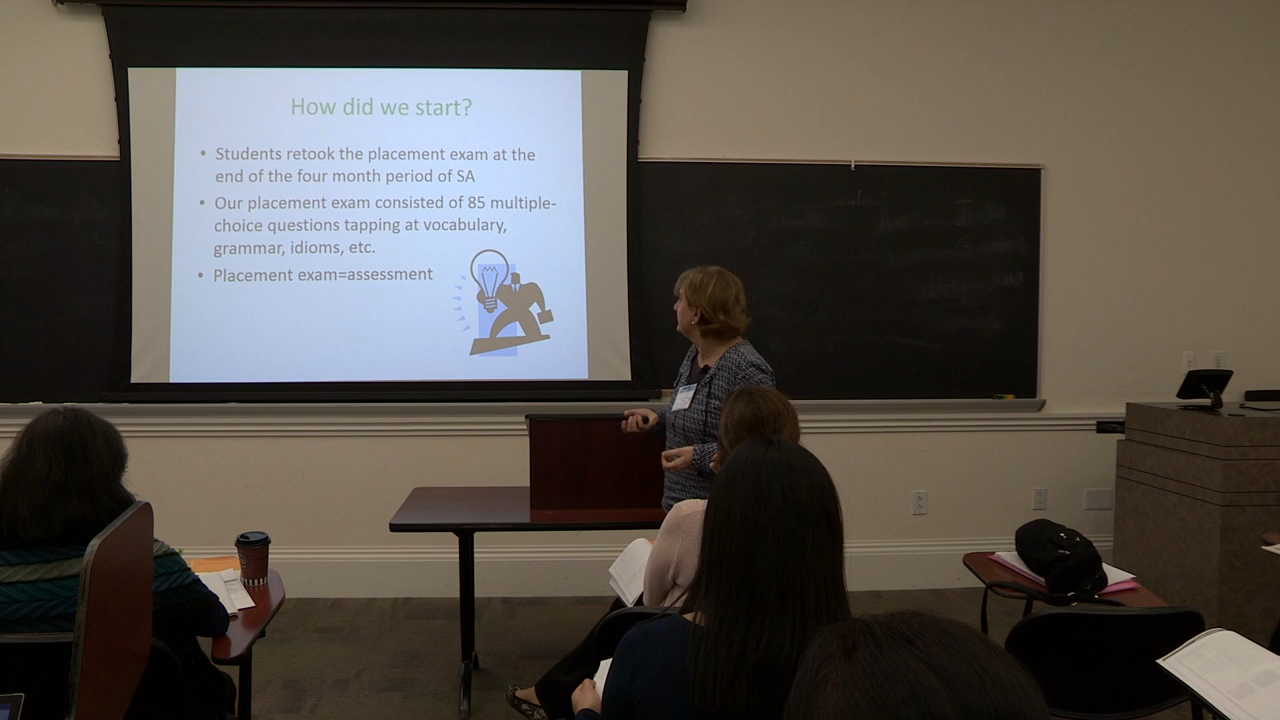 How did we start?
• Students retook the placement exam at the
end of the four month period of SA
• Our placement exam consisted of 85 multiple-
choice questions tapping at vocabulary,
grammar, idioms, etc.
• Placement exam=assessment